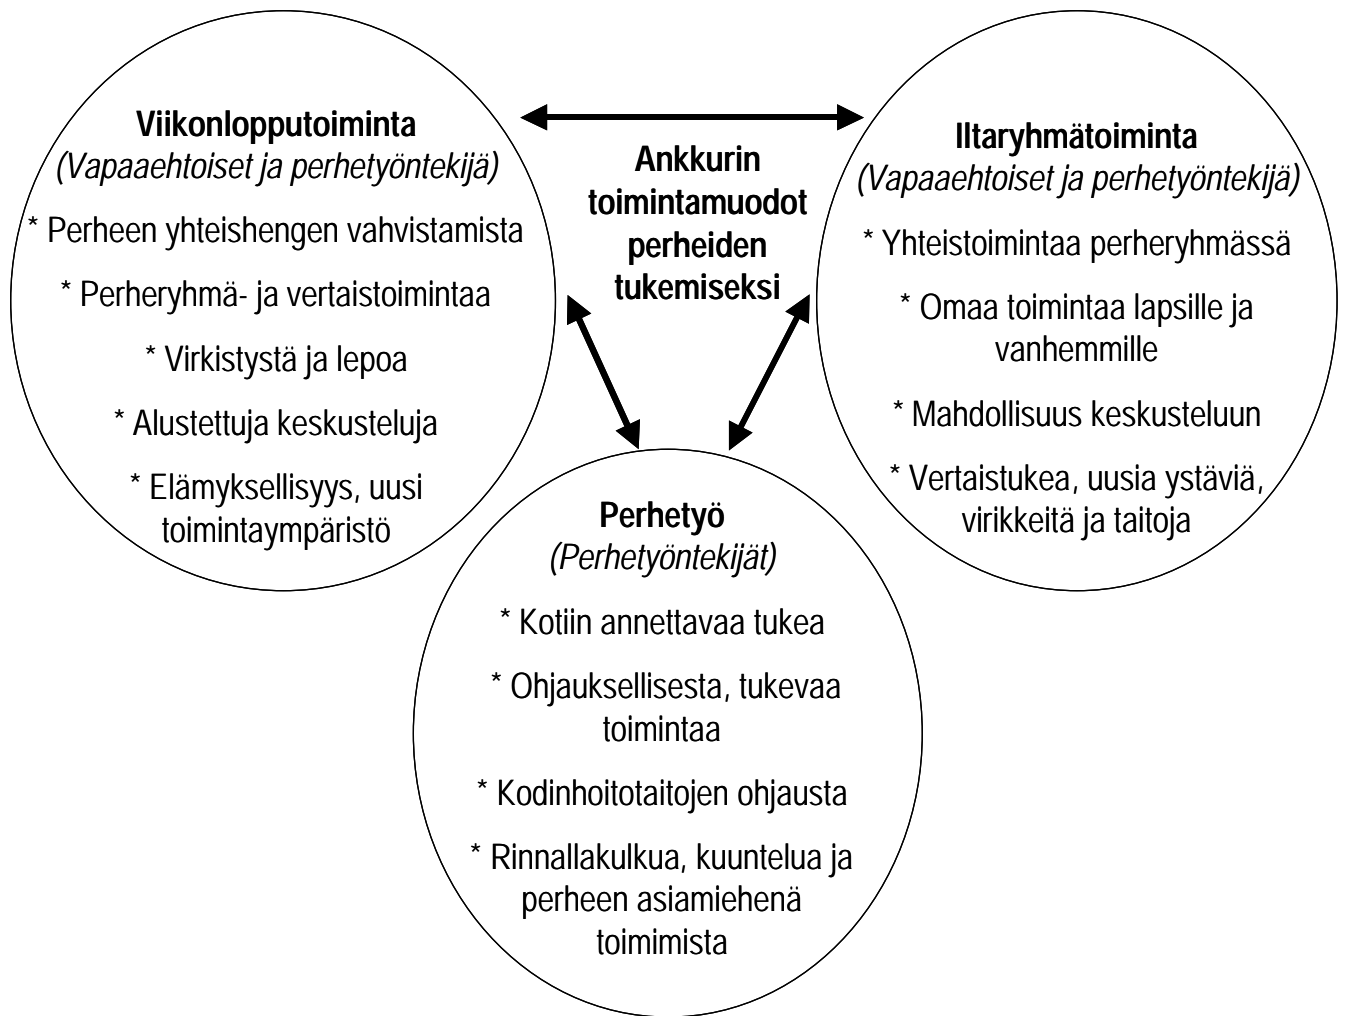 Viikonlopputoiminta
(Vapaaehtoiset ja perhetyöntekijä)
* Perheen yhteishengen vahvistamista
* Perheryhmä- ja vertaistoimintaa
* Virkistystä ja lepoa
* Alustettuja keskusteluja
* Elämyksellisyys, uusi
toimintaympäristö
Ankkurin
toimintamuodot
perheiden
tukemiseksi
Iltaryhmätoiminta
(Vapaaehtoiset ja perhetyöntekijä)
* Yhteistoimintaa perheryhmässä
* Omaa toimintaa lapsille ja
vanhemmille
* Mahdollisuus keskusteluun
* Vertaistukea, uusia ystäviä,
virikkeitä ja taitoja
Perhetyö
(Perhetyöntekijät)
* Kotiin annettavaa tukea
* Ohjauksellisesta, tukevaa
toimintaa
* Kodinhoitotaitojen ohjausta
* Rinnallakulkua, kuuntelua ja
perheen asiamiehenä
toimimista